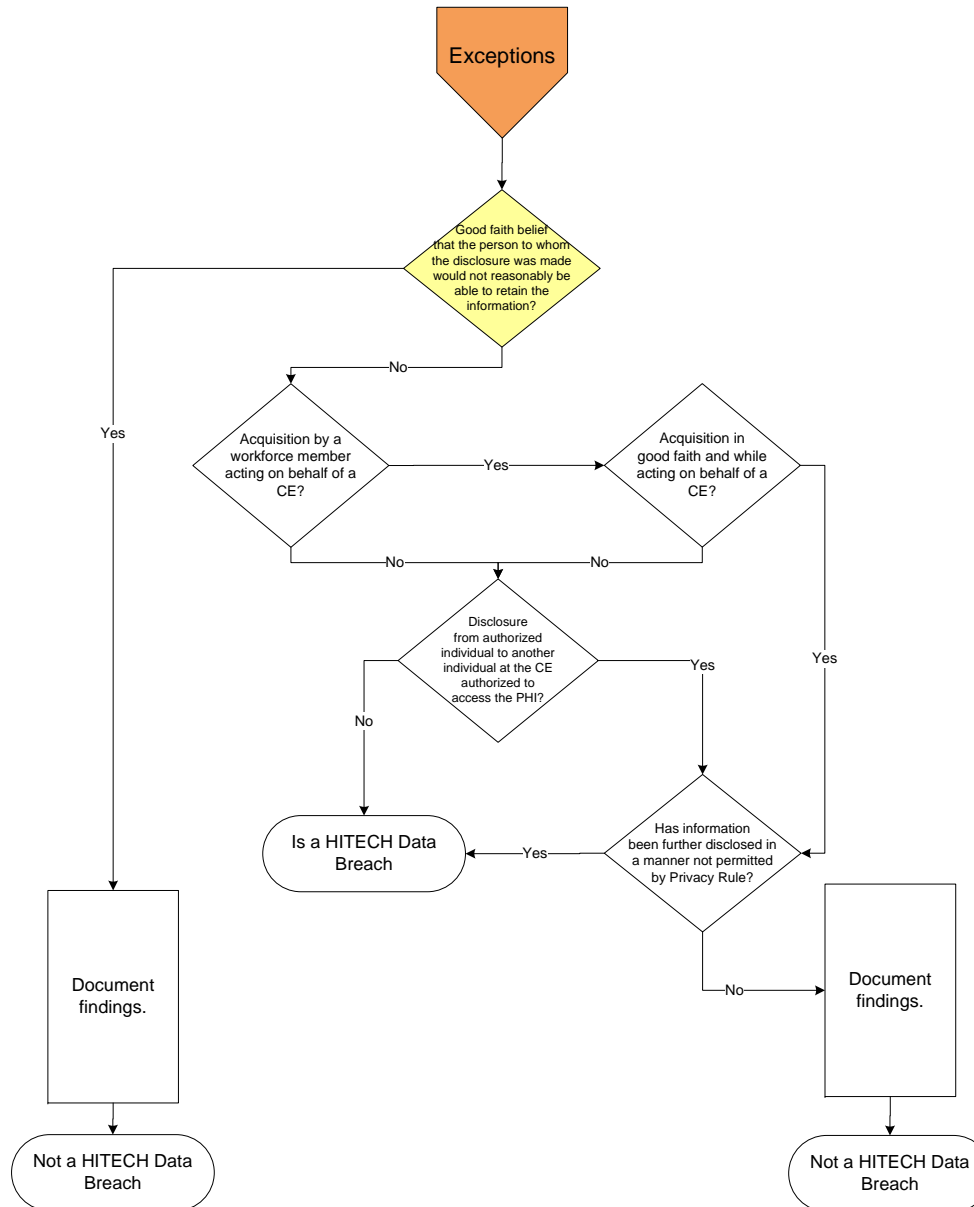 Exceptions
Good faith belief
that the person to whom
the disclosure was made
would not reasonably be
able to retain the
information?
No
Yes
Acquisition by a
workforce member
acting on behalf of a
CE?
Yes
Acquisition in
good faith and while
acting on behalf of a
CE?
No
No
Disclosure
from authorized
individual to another
individual at the CE
authorized to
access the PHI?
Yes
Yes
No
Is a HITECH Data
Breach
Yes
Has information
been further disclosed in
a manner not permitted
by Privacy Rule?
No
Document
findings.
Document
findings.
Not a HITECH Data
Breach
Not a HITECH Data
Breach